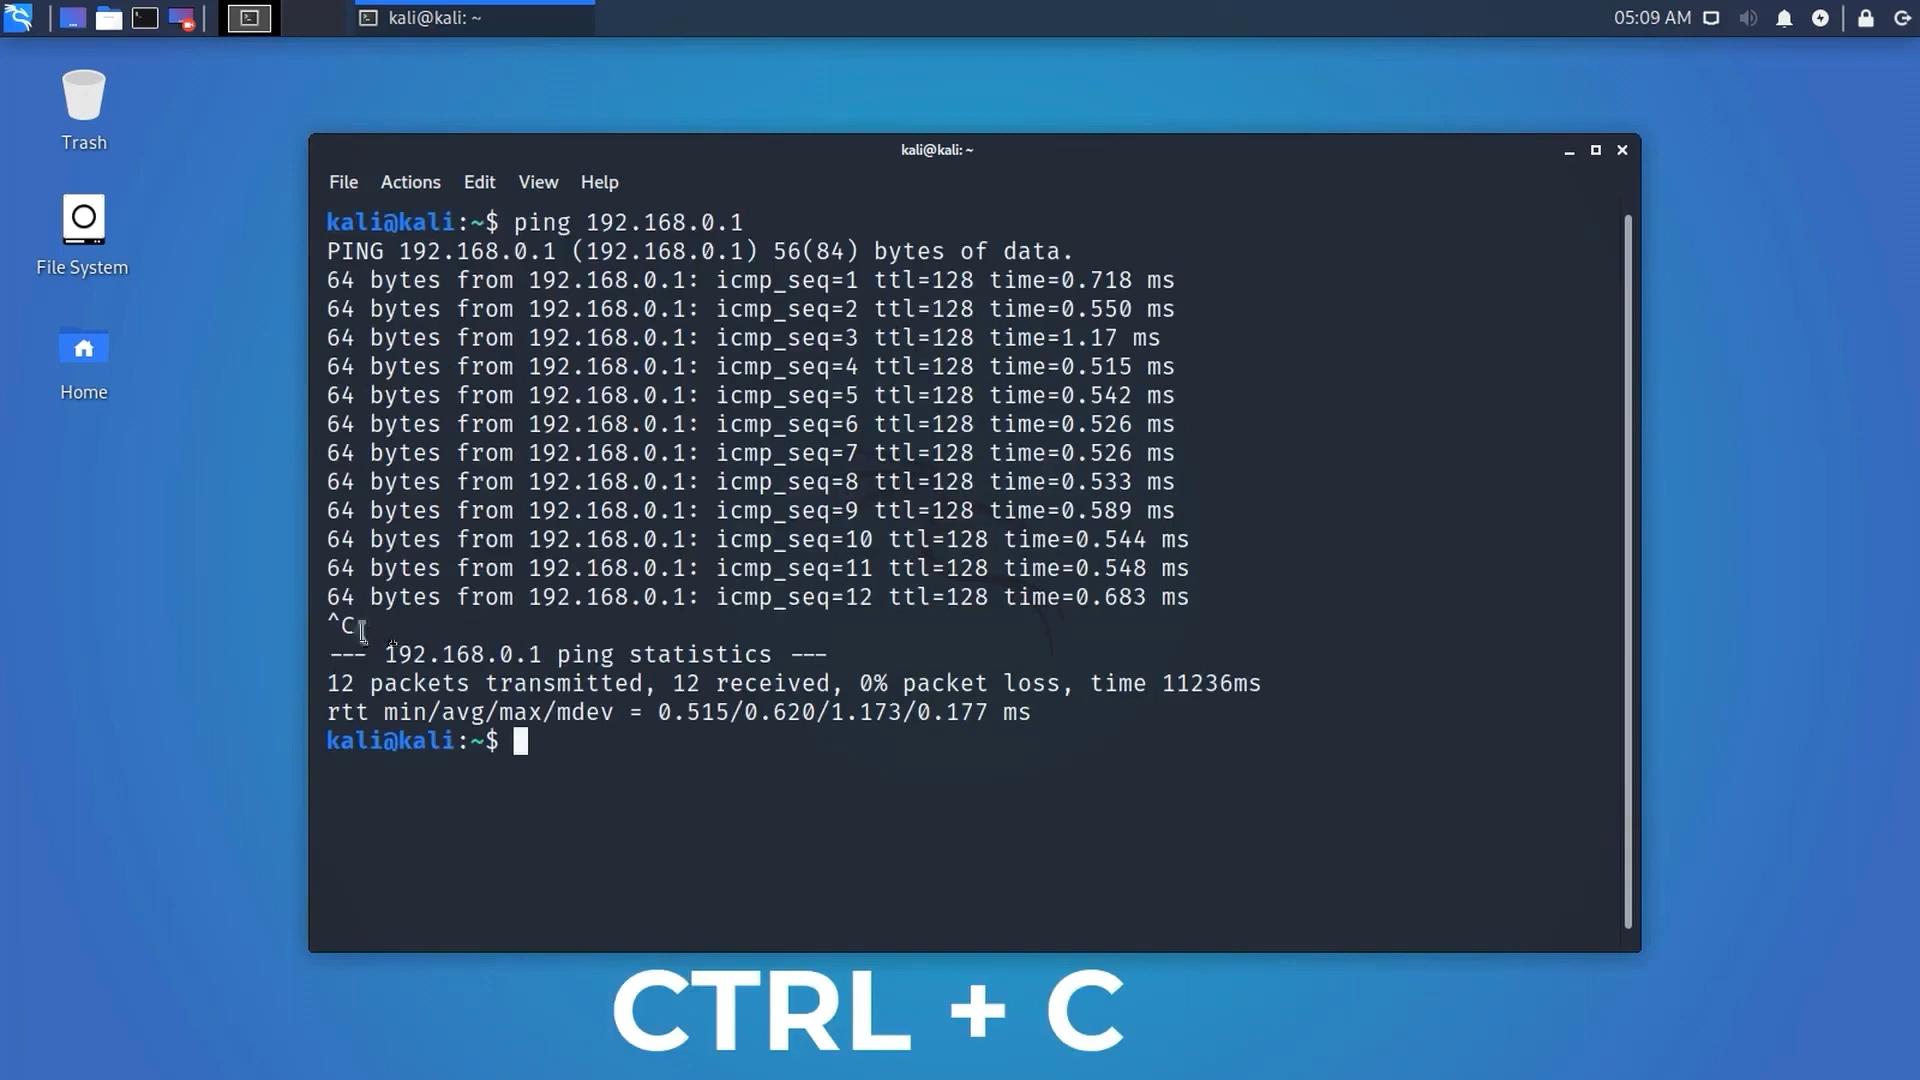 kali@kali: ~
05:09 AM
Trash
File System
Home
kali@kali: ~
File Actions Edit View Help
kali@kali:~$ ping 192.168.0.1
PING 192.168.0.1 (192.168.0.1) 56(84) bytes of data.
64 bytes from 192.168.0.1: icmp_seq=1 ttl=128 time=0.718 ms
64 bytes from 192.168.0.1: icmp_seq=2 ttl=128 time=0.550 ms
64 bytes from 192.168.0.1: icmp_seq=3 ttl=128 time=1.17 ms
64 bytes from 192.168.0.1: icmp_seq=4 ttl=128 time=0.515 ms
64 bytes from 192.168.0.1: icmp_seq=5 ttl=128 time=0.542 ms
64 bytes from 192.168.0.1: icmp_seq=6 ttl=128 time=0.526 ms
64 bytes from 192.168.0.1: icmp_seq=7 ttl=128 time=0.526 ms
64 bytes from 192.168.0.1: icmp_seq=8 ttl=128 time=0.533 ms
64 bytes from 192.168.0.1: icmp_seq=9 ttl=128 time=0.589 ms
64 bytes from 192.168.0.1: icmp_seq=10 ttl=128 time=0.544 ms
64 bytes from 192.168.0.1: icmp_seq=11 ttl=128 time=0.548 ms
64 bytes from 192.168.0.1: icmp_seq=12 ttl=128 time=0.683 ms
^C
--- 192.168.0.1 ping statistics ---
12 packets transmitted, 12 received, 0% packet loss, time 11236ms
rtt min/avg/max/mdev = 0.515/0.620/1.173/0.177 ms
kali@kali:~$
CTRL + C